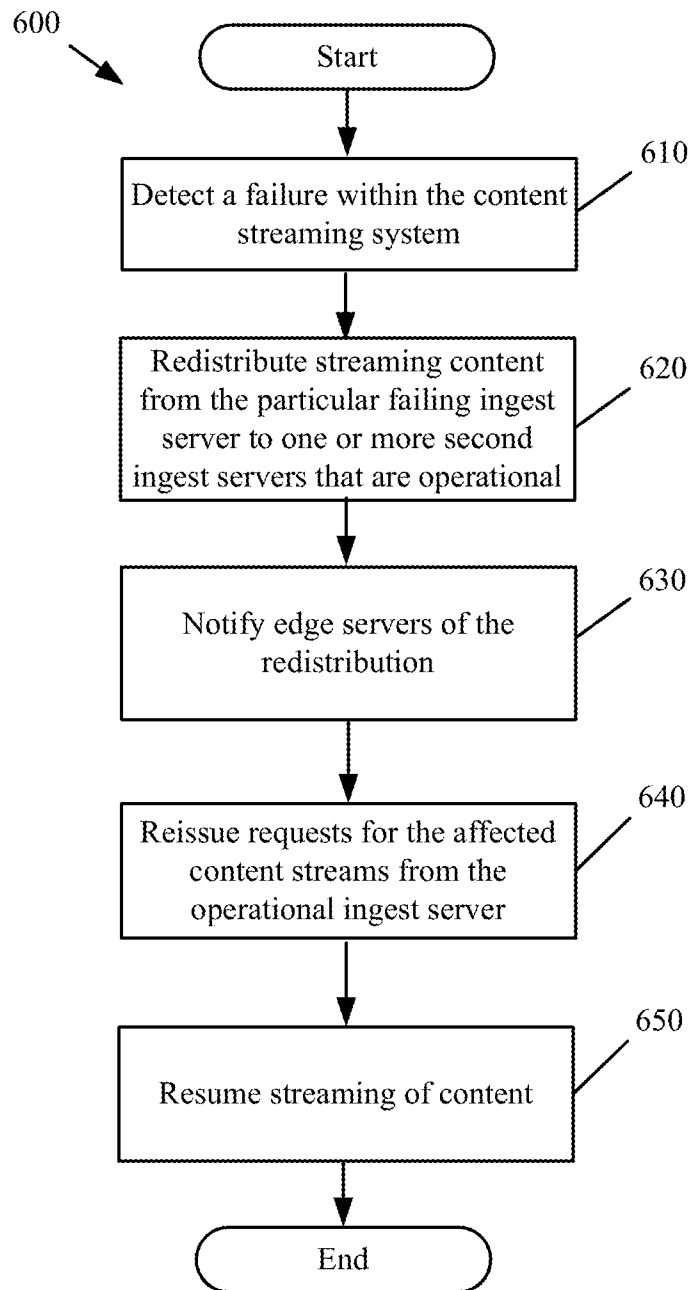 600
Start
610
Detect a failure within the content
streaming system
620
Redistribute streaming content
from the particular failing ingest
server to one or more second
ingest servers that are operational
630
Notify edge servers of the
redistribution
640
Reissue requests for the affected
content streams from the
operational ingest server
650
Resume streaming of content
End